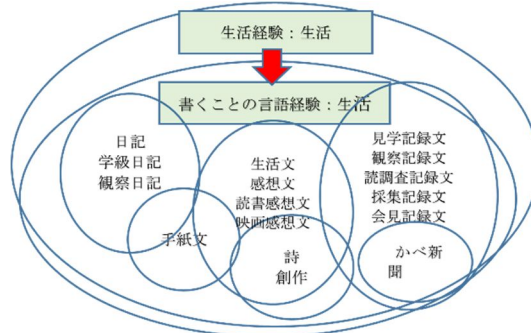 生活経験：生活
書くことの言語経験：生活
日記
学級日記
観察日記
手紙文
生活文
感想文
読書感想文
映画感想文
詩
創作
見学記録文
観察記録文
読調査記録文
採集記録文
会見記録文
かべ新
聞